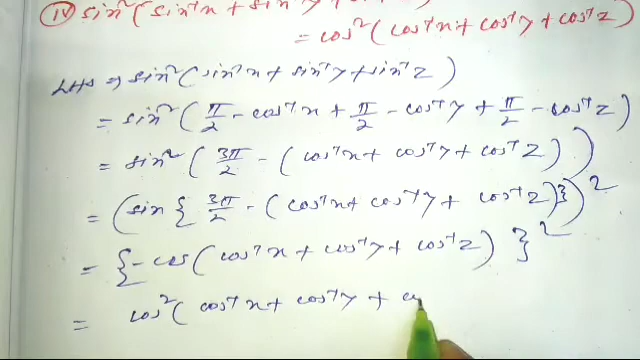 (iv) sin²(sin⁻¹x + sin⁻¹y +
= cos²(cos⁻¹x + cos⁻¹y + cos⁻¹z)
LHS ⇒ sin²(sin⁻¹x + sin⁻¹y + sin⁻¹z)
= sin²(π/2 - cos⁻¹x + π/2 - cos⁻¹y + π/2 - cos⁻¹z)
= sin²(3π/2 - (cos⁻¹x + cos⁻¹y + cos⁻¹z))
= (sin{3π/2 - (cos⁻¹x + cos⁻¹y + cos⁻¹z)})²
= {-cos(cos⁻¹x + cos⁻¹y + cos⁻¹z)}²
= cos²(cos⁻¹x + cos⁻¹y + co